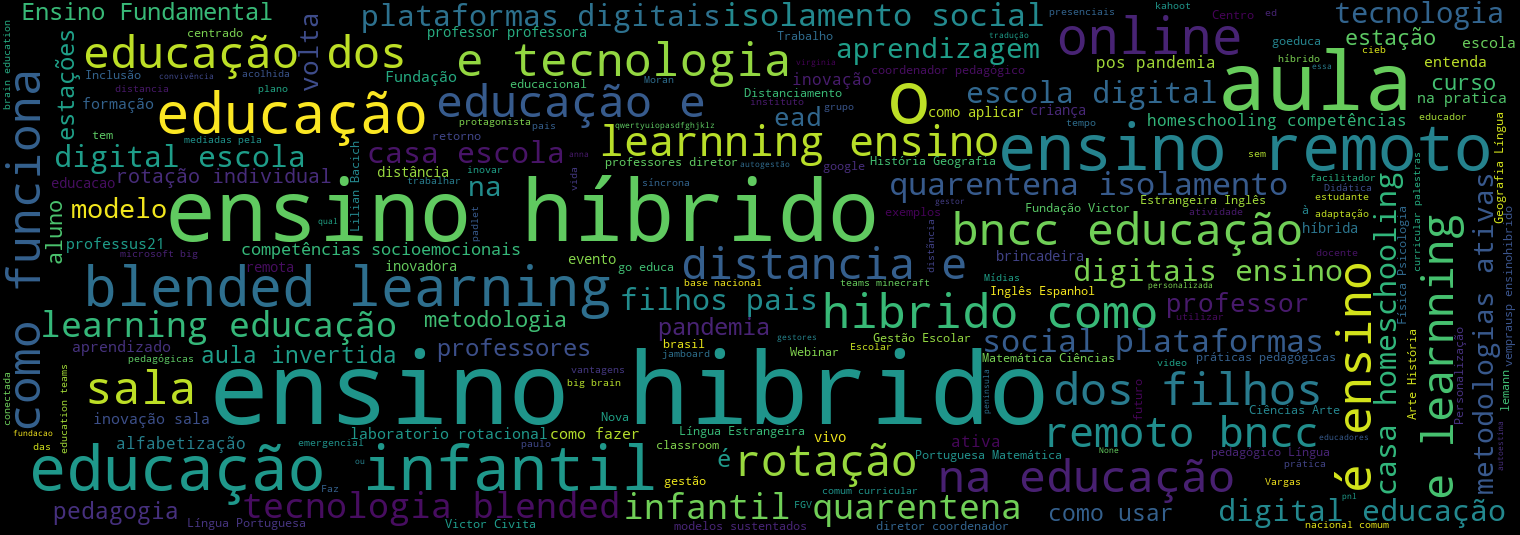 Ensino Fundamental
plataformas digitais
isolamento social
presenciais
kahoot
Centro
ed
tecnologia
centrado
professor professora
Trabalho
tradução
online
goeduca
estação
escola
educação dos
volta
e tecnologia
aprendizagem
cieb
híbrido
essa
entenda
pos pandemia
brain education
estações
Inclusão
convivência
acolhida
Fundação
Moran
virginia
inovação
coordenador pedagógico
educacional
Distanciamento
escola digital
aula
curso
na pratica
distancia
plano
formação
educação
educação e
instituto
grupo
ead
o
como aplicar
criança
homeschooling competências
educador
como funciona
tem
mediadas pela
protagonista
pais
retorno
qwertyuiopasdfghjklz
learnning ensino
tempo
sem
ensino remoto
Geografia Língua
digital escola
Lilian Bacich
casa escola
inovar
anna
professores diretor
autogestão
google
História Geografia
facilitador
educacao
rotação individual
distância
trabalhar
na
vida
síncrona
quarentena isolamento
Didática
estudante
modelo
ensino híbrido
qual
padlet
gestor
exemplos
Estrangeira Inglês
Fundação Victor
atividade
à
adaptação
híbrida
aluno
professus21
competências socioemocionais
distância
bncc educação
casa homeschooling
Física Psicologia
curricular palestras
microsoft big
remota
inovadora
evento
go educa
distancia e
brincadeira
docente
metodologias ativas
vemprausp ensinohibrido
blended learning
base nacional
teams minecraft
Mídias
digitais ensino
personalizada
e learnning
filhos pais
Inglês Espanhol
hibrido como
professor
utilizar
learning educação
metodologia
pandemia
é ensino
Personalização
aprendizado
pedagógicas
aula invertida
professores
brasil
jamboard
gestores
Gestão Escolar
Webinar
Escolar
social plataformas
Matemática Ciências
video
práticas pedagógicas
lemann
conectada
education teams
sala
vantagens
big brain
ensino hibrido
península
dos filhos
futuro
Arte História
inovação sala
Nova
Ciências Arte
fundacao
das
alfabetização
emergencial
laboratorio rotacional
paulo
como fazer
Língua Estrangeira
vivo
ativa
remoto bncc
educadores
autoestima
classroom
None
pedagógico Língua
prática
educação infantil
ou
é
rotação
Portuguesa Matemática
na educação
Faz
gestão
comum curricular
Vargas
pnl
pedagogia
tecnologia blended
infantil
quarentena
FGV
como usar
digital educação
Língua Portuguesa
Victor Civita
modelos sustentados
diretor coordenador
nacional comum